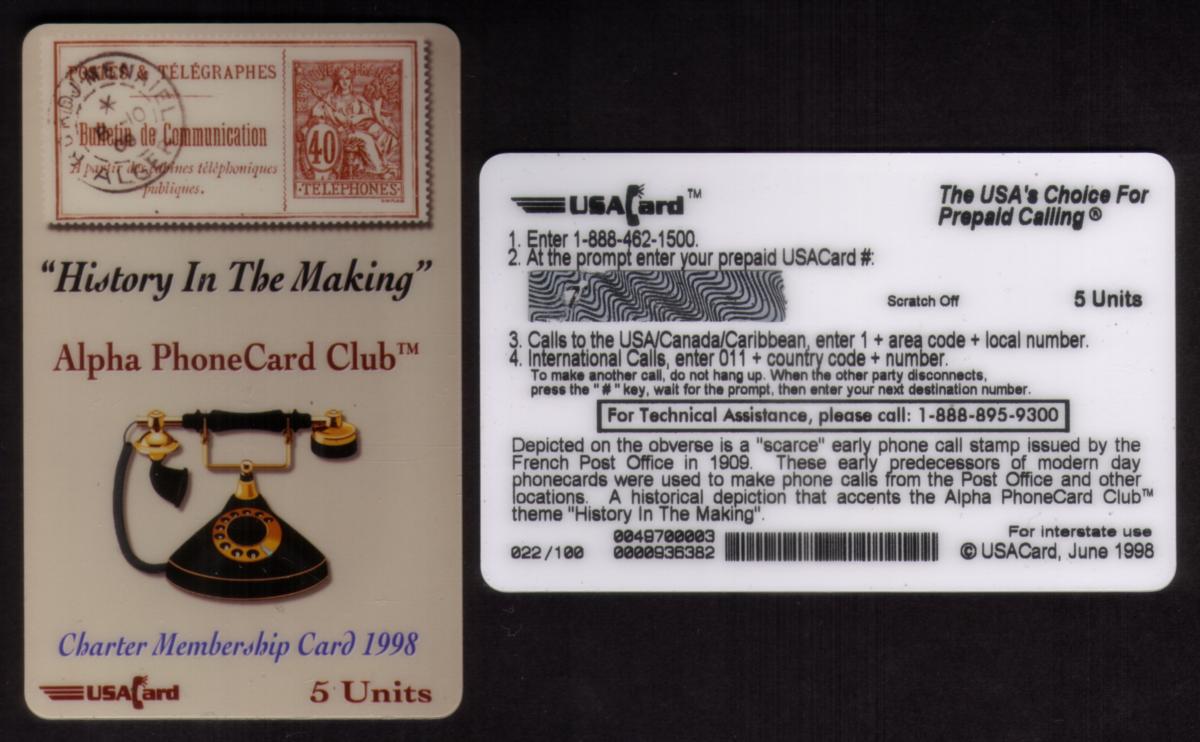 POSTES & TÉLÉGRAPHES
Bulletin de Communication
A partir des cabines téléphoniques
publiques.
MENAIEL
ALGER
40
TELEPHONES
"History In The Making"
Alpha PhoneCard Club™
Charter Membership Card 1998
USACard
5 Units
USACard™
The USA's Choice For
Prepaid Calling®
1. Enter 1-888-462-1500.
2. At the prompt enter your prepaid USACard #:
7
Scratch Off
5 Units
3. Calls to the USA/Canada/Caribbean, enter 1 + area code + local number.
4. International Calls, enter 011 + country code + number.
To make another call, do not hang up. When the other party disconnects,
press the "#" key, wait for the prompt, then enter your next destination number.
For Technical Assistance, please call: 1-888-895-9300
Depicted on the obverse is a "scarce" early phone call stamp issued by the
French Post Office in 1909. These early predecessors of modern day
phonecards were used to make phone calls from the Post Office and other
locations. A historical depiction that accents the Alpha PhoneCard Club™
theme "History In The Making".
For interstate use
0049700003
022/100 0000936382
© USACard, June 1998